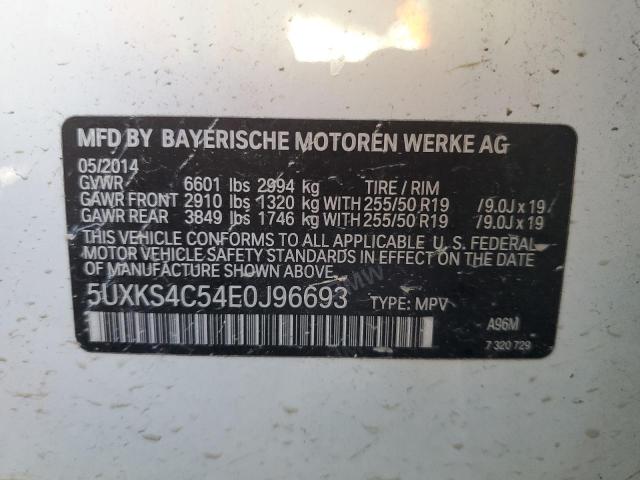 MFD BY BAYERISCHE MOTOREN WERKE AG
05/2014
GVWR 6601 lbs 2994 kg TIRE / RIM
GAWR FRONT 2910 lbs 1320 kg WITH 255/50 R19 /9.0J x 19
GAWR REAR 3849 lbs 1746 kg WITH 255/50 R19 /9.0J x 19
THIS VEHICLE CONFORMS TO ALL APPLICABLE U. S. FEDERAL
MOTOR VEHICLE SAFETY STANDARDS IN EFFECT ON THE DATE
OF MANUFACTURE SHOWN ABOVE.
5UXKS4C54E0J96693 TYPE: MPV
BMW
A96M
7 320 729